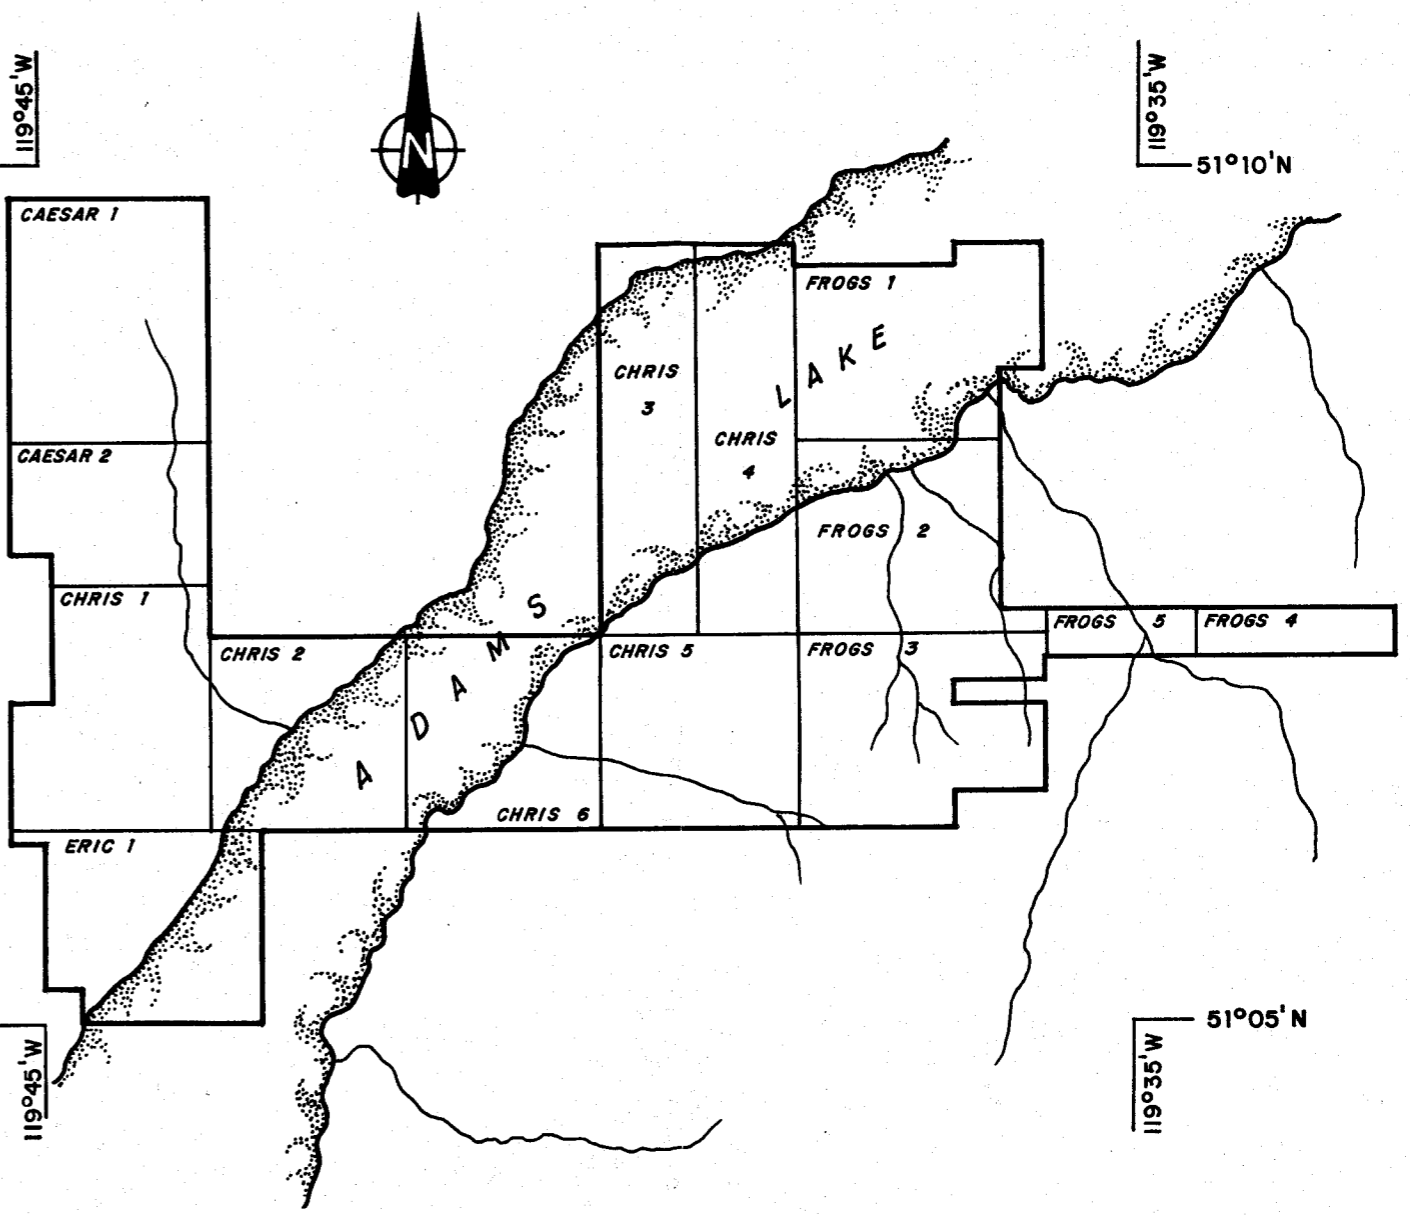 119°45'W
119°35'W
51°10'N
N
CAESAR 1
FROGS 1
LAKE
CHRIS
3
CHRIS
4
CAESAR 2
FROGS 2
CHRIS 1
ADAMS
FROGS 5
FROGS 4
CHRIS 2
CHRIS 5
FROGS 3
CHRIS 6
ERIC 1
51°05'N
119°45'W
119°35'W